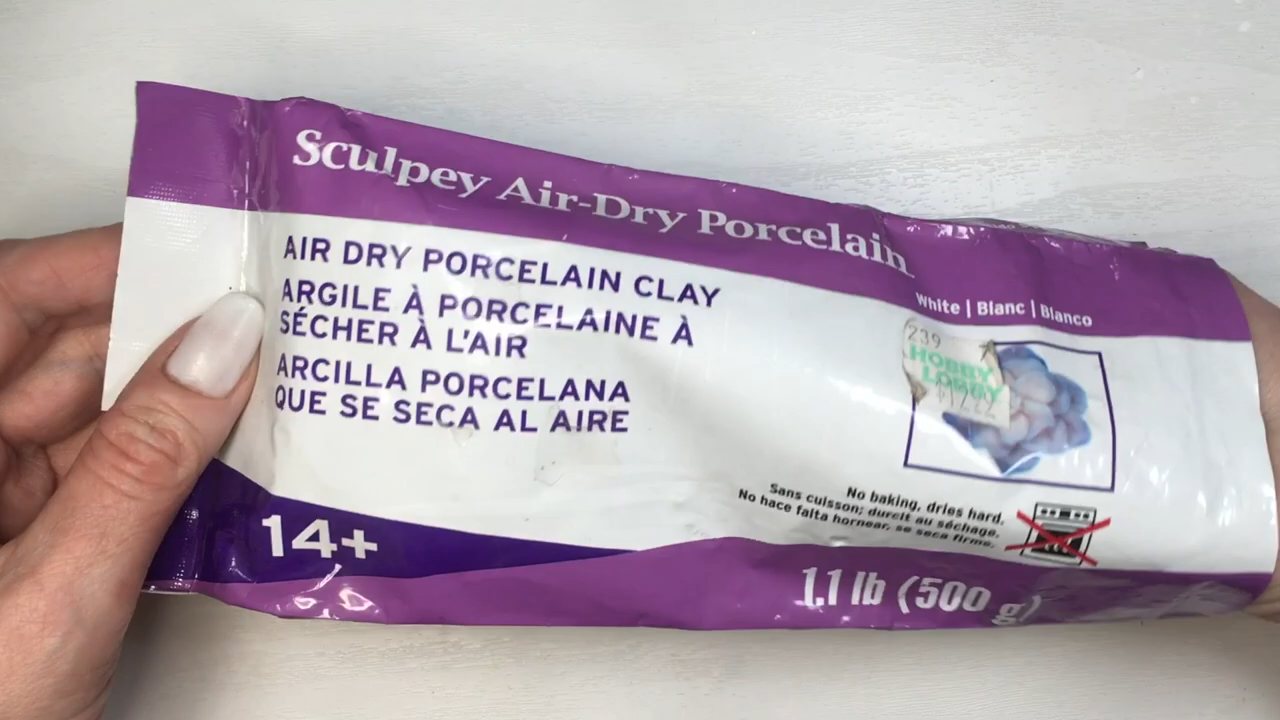 Sculpey Air-Dry Porcelain
AIR DRY PORCELAIN CLAY
ARGILE À PORCELAINE À
SÉCHER À L'AIR
ARCILLA PORCELANA
QUE SE SECA AL AIRE
White | Blanc | Blanco
239
HOBBY
LOBBY
No baking, dries hard.
Sans cuisson; durcit au séchage.
No hace falta hornear, se seca firme.
14+
1.1 lb (500 g)